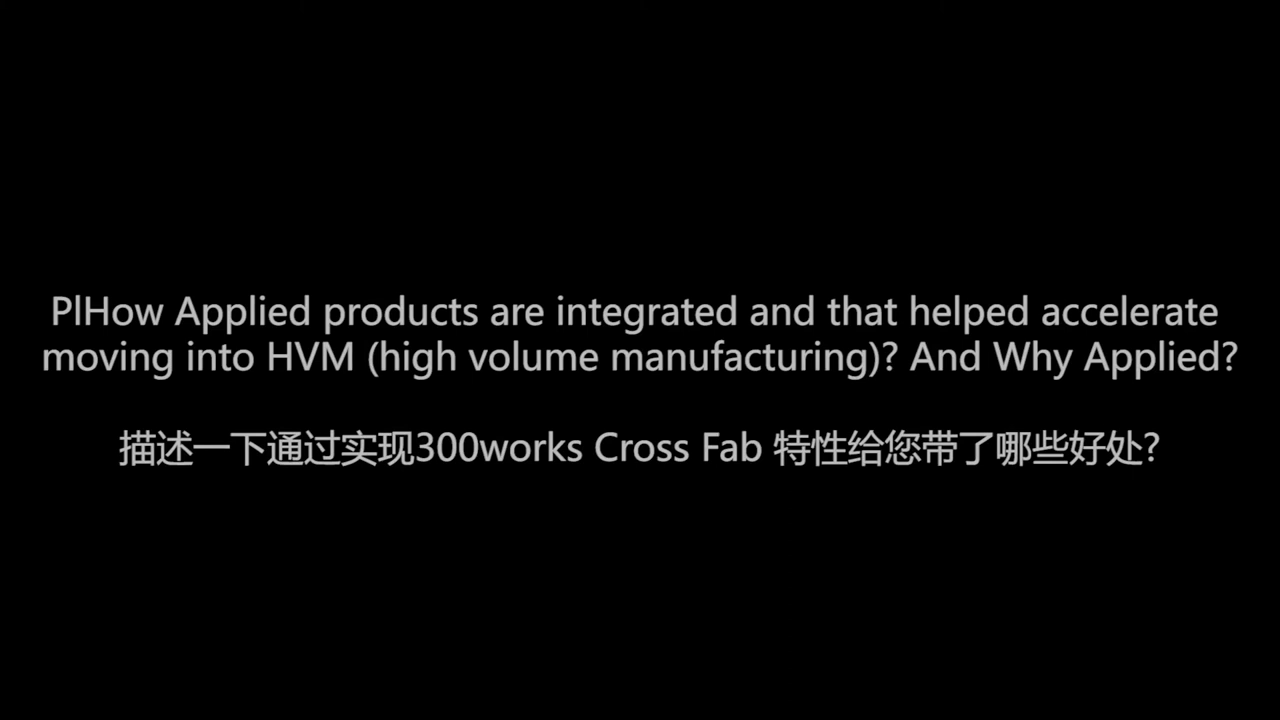 PlHow Applied products are integrated and that helped accelerate
moving into HVM (high volume manufacturing)? And Why Applied?
描述一下通过实现300works Cross Fab 特性给您带了哪些好处?